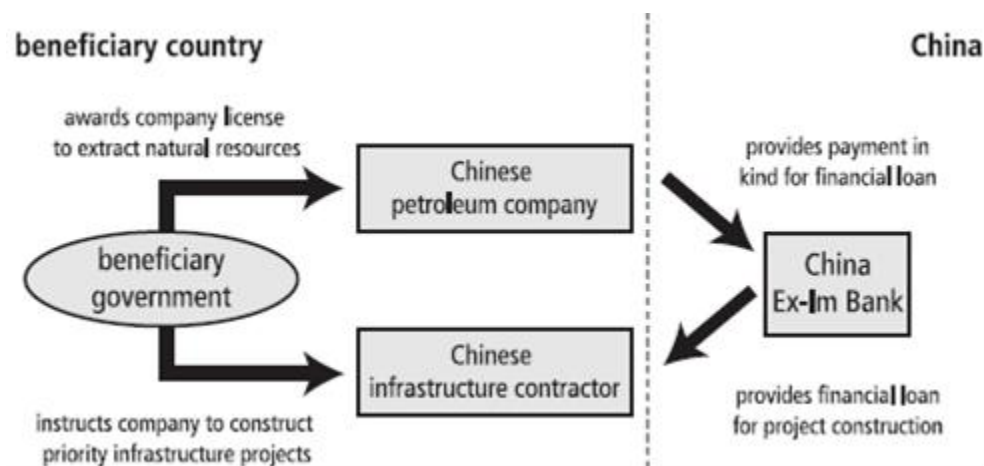 beneficiary country
China
awards company license
to extract natural resources
Chinese
petroleum company
provides payment in
kind for financial loan
beneficiary
government
China
Ex-Im Bank
Chinese
infrastructure contractor
instructs company to construct
priority infrastructure projects
provides financial loan
for project construction